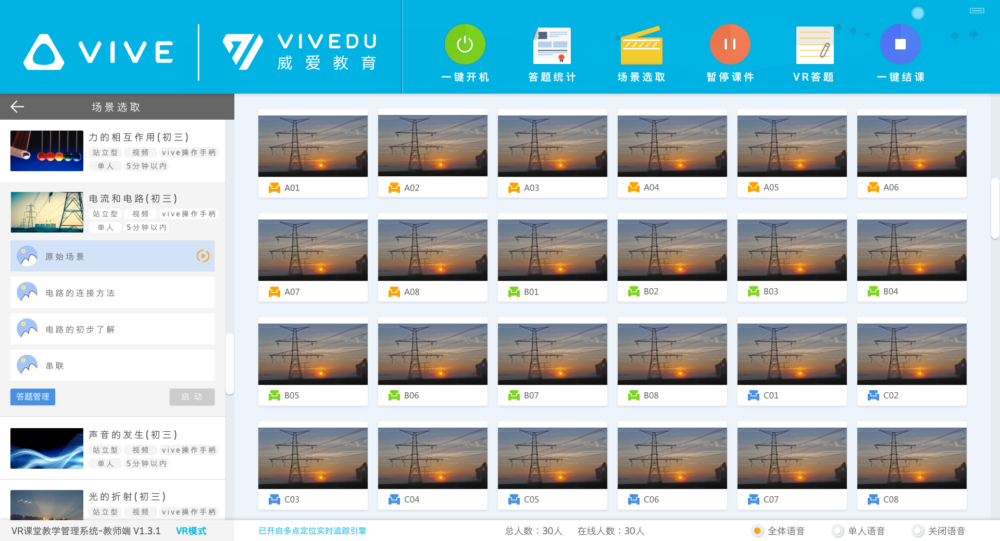 VIVE
VIVEDU
威爱教育
一键开机
答题统计
场景选取
暂停课件
VR答题
一键结课
场景选取
力的相互作用(初三)
站立型 视频 vive操作手柄
单人 5分钟以内
电流和电路(初三)
站立型 视频 vive操作手柄
单人 5分钟以内
原始场景
电路的连接方法
电路的初步了解
串联
答题管理 启动
声音的发生(初三)
站立型 视频 vive操作手柄
单人 5分钟以内
光的折射(初三)
站立型 视频 vive操作手柄
A01 A02 A03 A04 A05 A06
A07 A08 B01 B02 B03 B04
B05 B06 B07 B08 C01 C02
C03 C04 C05 C06 C07 C08
VR课堂教学管理系统-教师端 V1.3.1 VR模式
已开启多点定位实时追踪引擎
总人数：30人 在线人数：30人
全体语音 单人语音 关闭语音